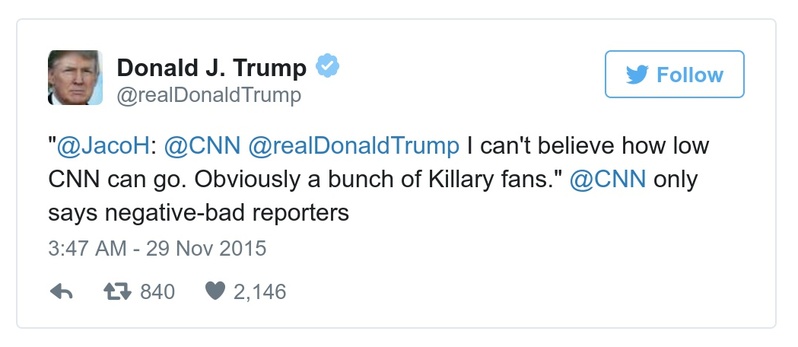 Donald J. Trump
@realDonaldTrump
Follow
"@JacoH: @CNN @realDonaldTrump I can't believe how low
CNN can go. Obviously a bunch of Killary fans." @CNN only
says negative-bad reporters
3:47 AM - 29 Nov 2015
840 2,146